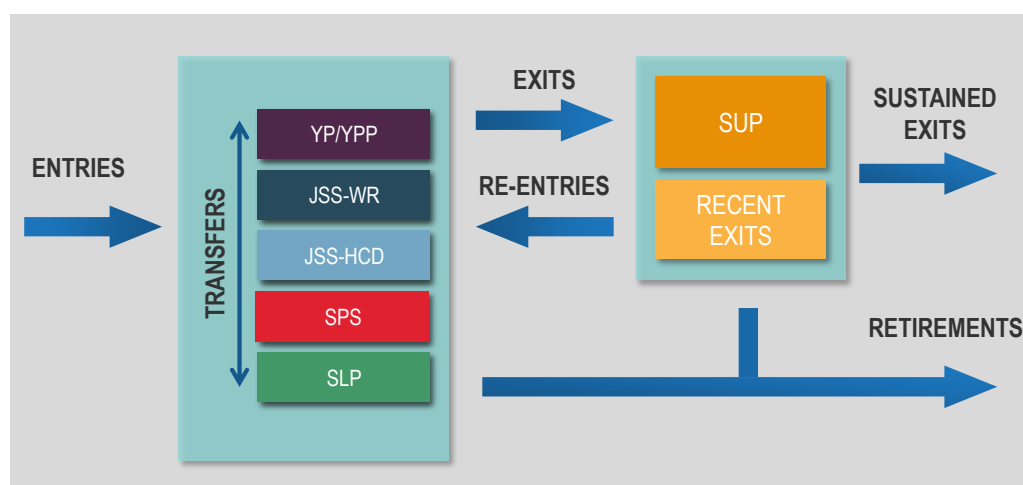 ENTRIES
TRANSFERS
YP/YPP
JSS-WR
JSS-HCD
SPS
SLP
EXITS
RE-ENTRIES
SUP
RECENT
EXITS
SUSTAINED
EXITS
RETIREMENTS